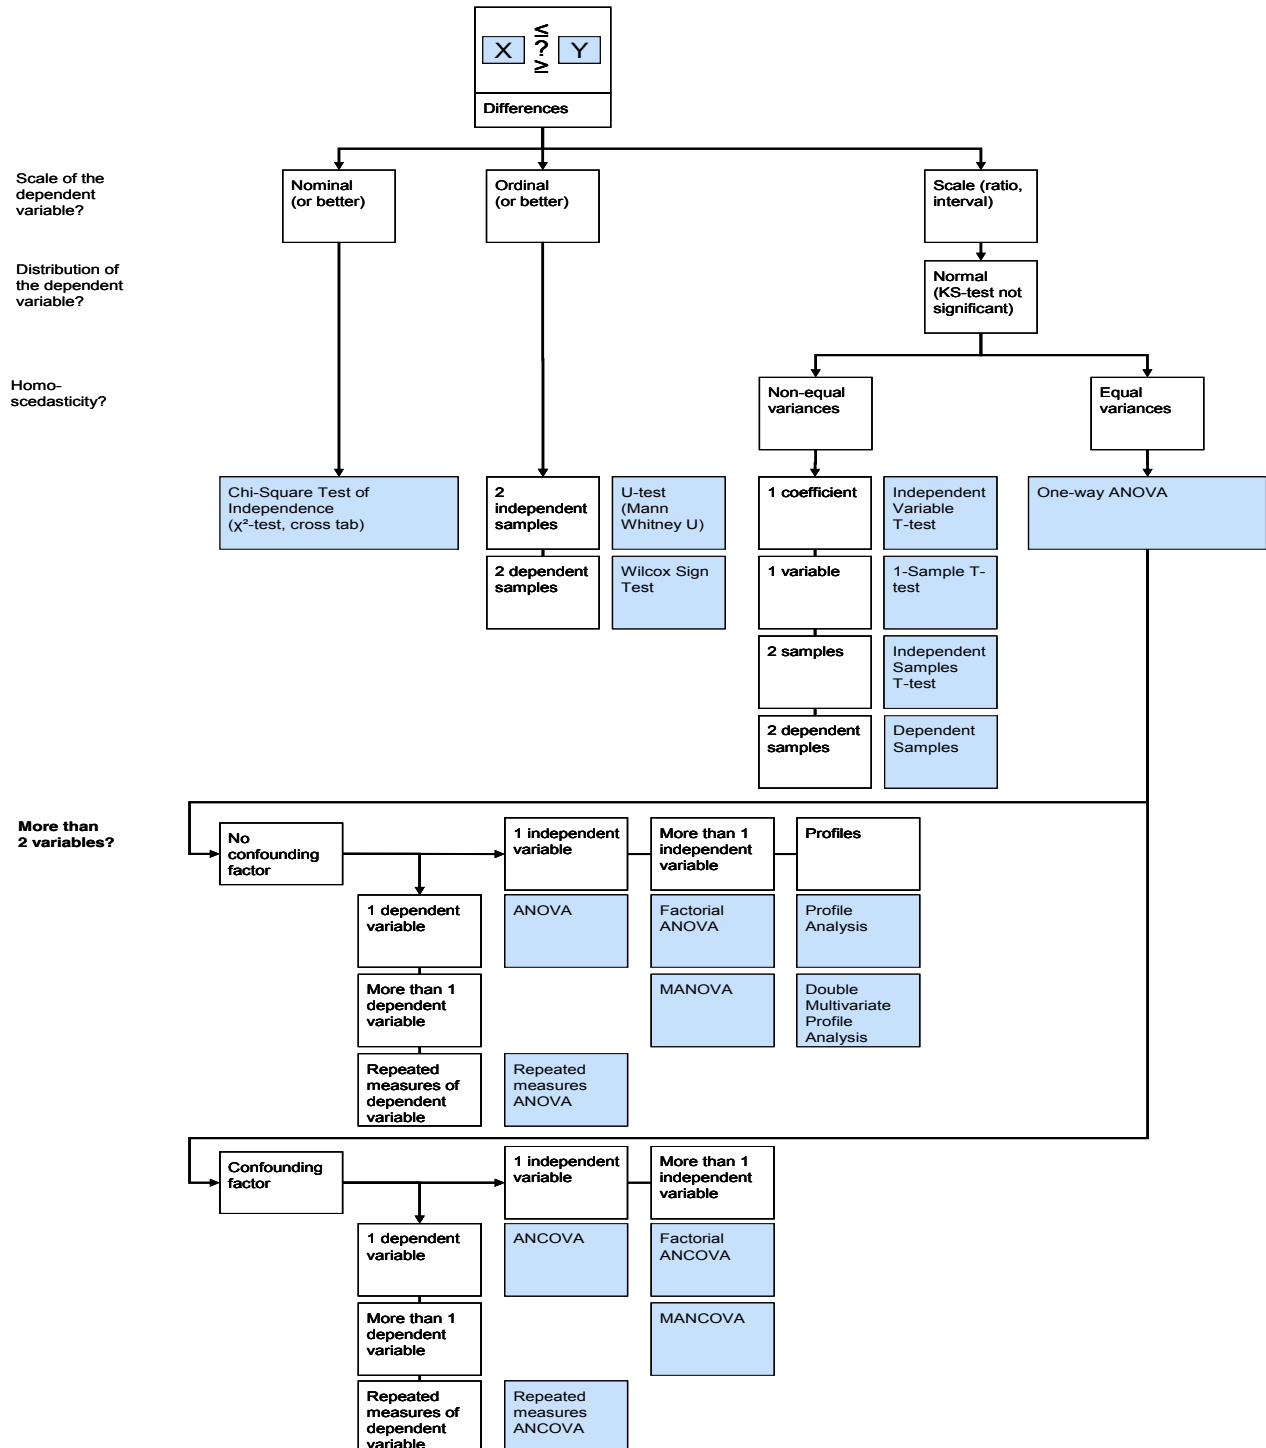 ≤
X ? Y
≥
Differences
Scale of the
dependent
variable?
Nominal
(or better)
Ordinal
(or better)
Scale (ratio,
interval)
Distribution of
the dependent
variable?
Normal
(KS-test not
significant)
Homo-
scedasticity?
Non-equal
variances
Equal
variances
Chi-Square Test of
Independence
(χ²-test, cross tab)
2
independent
samples
U-test
(Mann
Whitney U)
1 coefficient
Independent
Variable
T-test
One-way ANOVA
2 dependent
samples
Wilcox Sign
Test
1 variable
1-Sample T-
test
2 samples
Independent
Samples
T-test
2 dependent
samples
Dependent
Samples
More than
2 variables?
No
confounding
factor
1 independent
variable
More than 1
independent
variable
Profiles
1 dependent
variable
ANOVA
Factorial
ANOVA
Profile
Analysis
More than 1
dependent
variable
MANOVA
Double
Multivariate
Profile
Analysis
Repeated
measures of
dependent
variable
Repeated
measures
ANOVA
Confounding
factor
1 independent
variable
More than 1
independent
variable
1 dependent
variable
ANCOVA
Factorial
ANCOVA
More than 1
dependent
variable
MANCOVA
Repeated
measures of
dependent
variable
Repeated
measures
ANCOVA